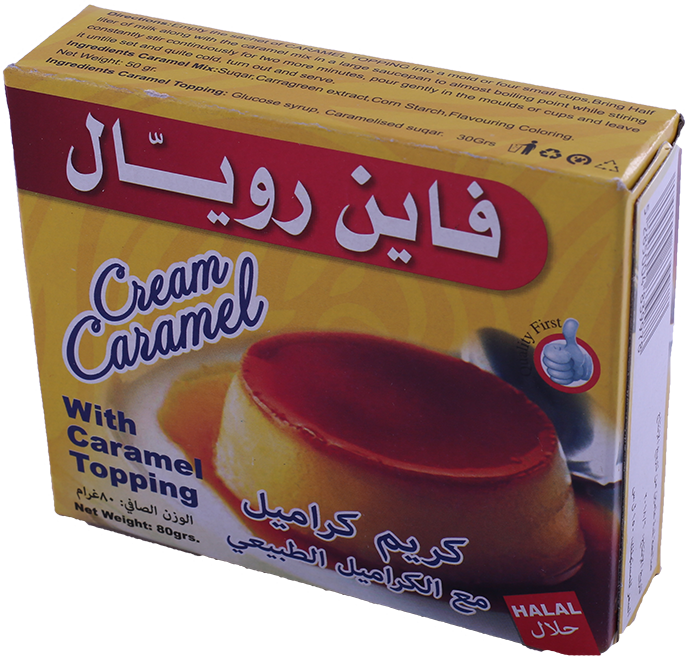 Directions:Empty the sachet of CARAMEL TOPPING into a mold or four small cups.Bring Half
liter of milk along with the caramel mix in a large saucepan to almost boiling point while stiring
constantly stir continuously for two more minutes, pour gently in the moulds or cups and leave
it untile set and quite cold, turn out and serve.
Ingredients Caramel Mix:Sugar,Carragreen extract,Corn Starch,Flavouring Coloring.
Net Weight: 50 gr.
Ingredients Caramel Topping: Glucose syrup, Caramelised sugar. 30Grs
فاين رويّال
Cream
Caramel
Quality First
With
Caramel
Topping
الوزن الصافي: ٨٠غرام
Net Weight: 80grs.
كريم كراميل
مع الكراميل الطبيعي
HALAL
حلال